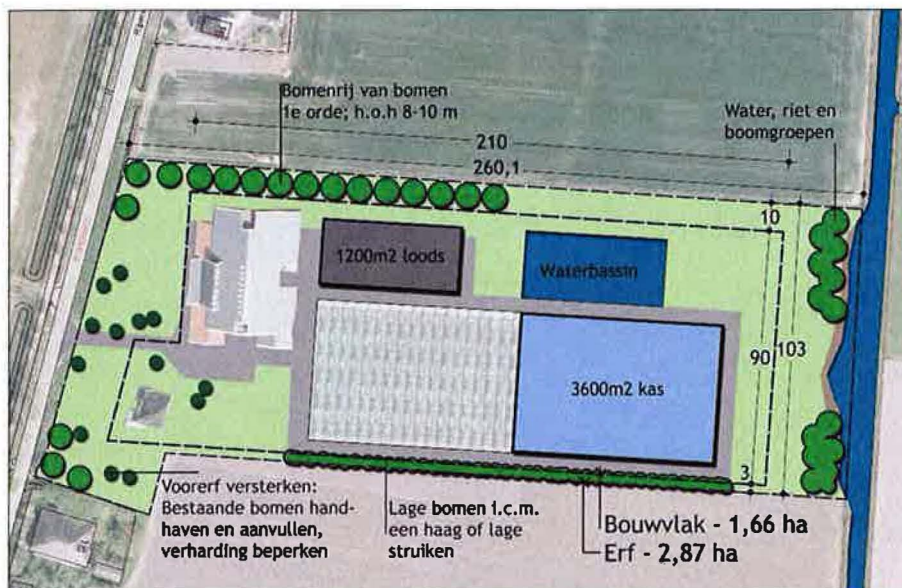 Bomenrij van bomen
1e orde; h.o.h 8-10 m
Water, riet en
boomgroepen
210
260,1
10
1200m2 loods
Waterbassin
90
103
3600m2 kas
3
Voorerf versterken:
Bestaande bomen hand-
haven en aanvullen,
verharding beperken
Lage bomen i.c.m.
een haag of lage
struiken
Bouwvlak - 1,66 ha
Erf - 2,87 ha